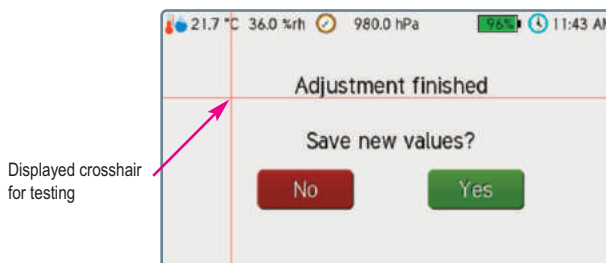 21.7 °C 36.0 %rh 980.0 hPa 96% 11:43 AM
Adjustment finished
Save new values?
Displayed crosshair
for testing
No Yes